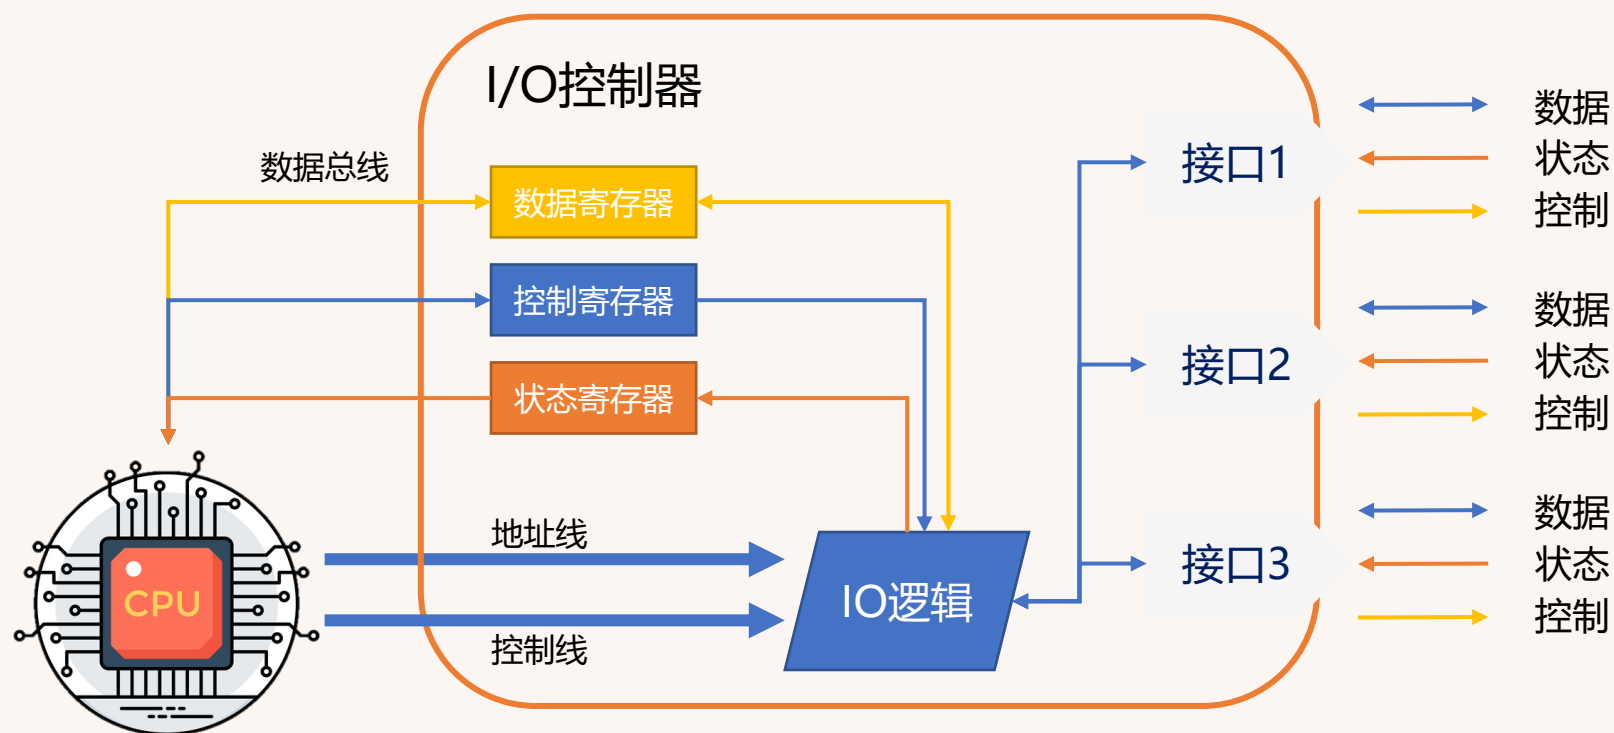 I/O控制器
数据总线
数据寄存器
控制寄存器
状态寄存器
地址线
控制线
CPU
IO逻辑
接口1
数据
状态
控制
接口2
数据
状态
控制
接口3
数据
状态
控制